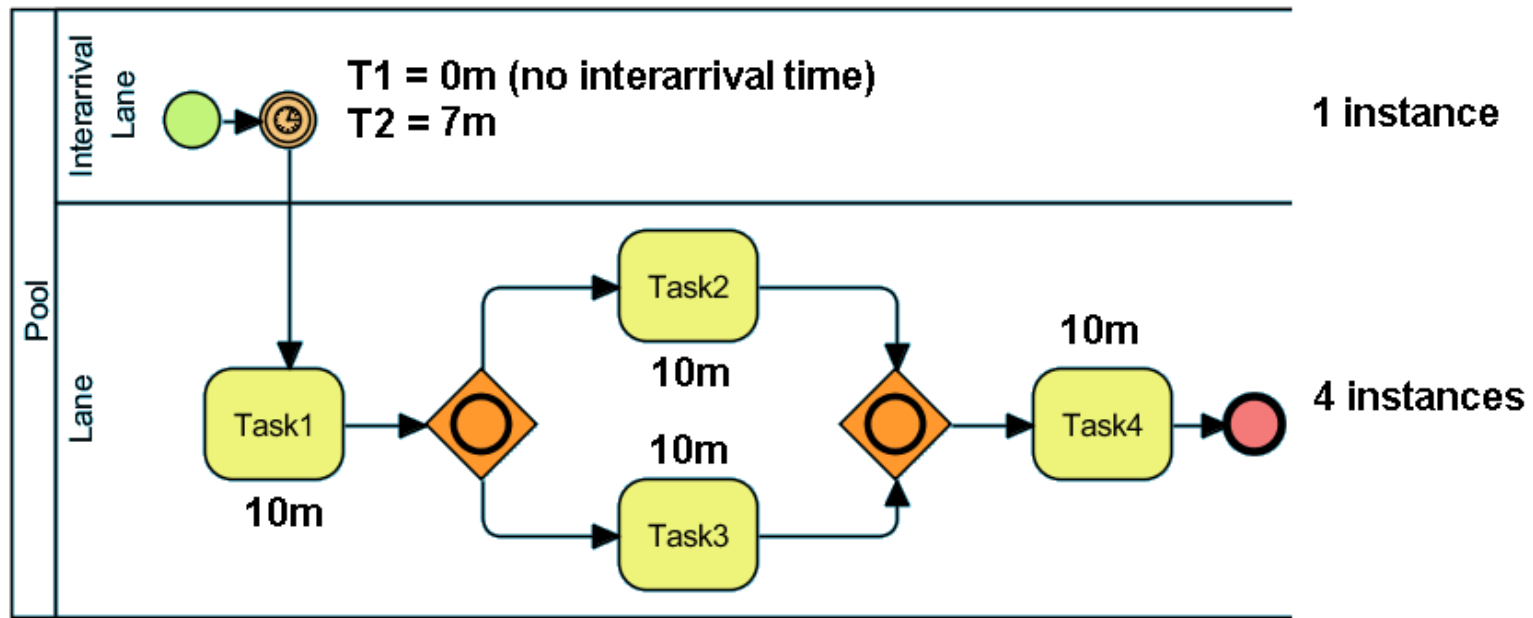 Pool
Interarrival
Lane
T1 = 0m (no interarrival time)
T2 = 7m
1 instance
Lane
Task1
10m
Task2
10m
10m
Task3
10m
Task4
4 instances